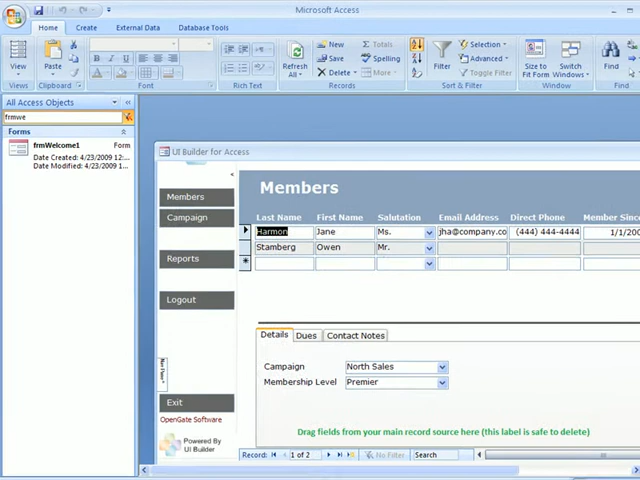 Microsoft Access
Home Create External Data Database Tools
View Paste
B I U
New Save Delete
Totals Spelling More
Refresh All
Filter
Selection Advanced Toggle Filter
Size to Fit Form
Switch Windows
Find
Views Clipboard Font Rich Text Records Sort & Filter Window Find
All Access Objects
frmwe
Forms
frmWelcome1 Form
Date Created: 4/23/2009 12:...
Date Modified: 4/23/2009 12...
UI Builder for Access
Members
Campaign
Reports
Logout
Exit
OpenGate Software
Powered By
UI Builder
Members
Last Name First Name Salutation Email Address Direct Phone Member Since
Harmon Jane Ms. jha@company.co (444) 444-4444 1/1/200
Stamberg Owen Mr.
Details Dues Contact Notes
Campaign North Sales
Membership Level Premier
Drag fields from your main record source here (this label is safe to delete)
Record: 1 of 2 No Filter Search